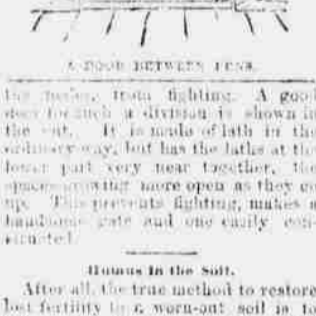 A DOOR BETWEEN PENS.
the males, from fighting. A good
door for such a division is shown in
the cut. It is made of lath in the
ordinary way, but has the laths at the
lower part very near together, the
spaces growing more open as they go
up. This prevents fighting, makes a
handsome gate and one easily con-
structed.
Humus in the Soil.
After all, the true method to restore
lost fertility to a worn-out soil is to